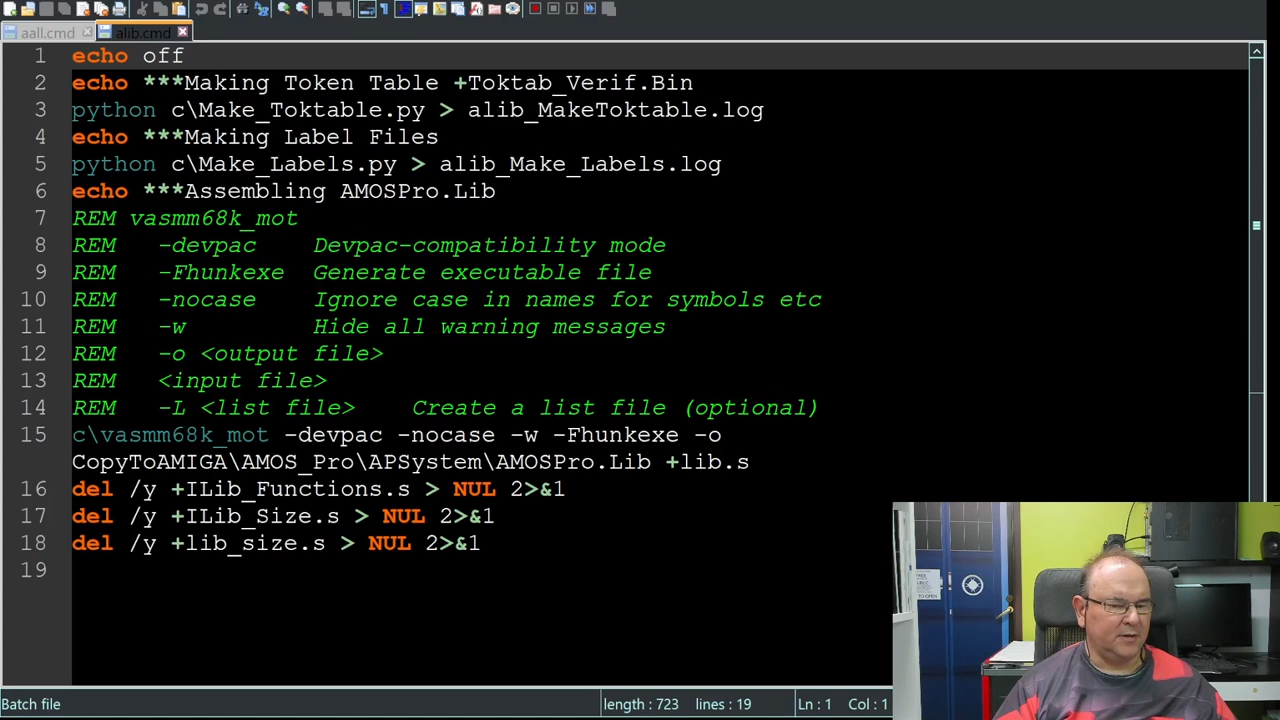 aall.cmd
alib.cmd
1 echo off
2 echo ***Making Token Table +Toktab_Verif.Bin
3 python c\Make_Toktable.py > alib_MakeToktable.log
4 echo ***Making Label Files
5 python c\Make_Labels.py > alib_Make_Labels.log
6 echo ***Assembling AMOSPro.Lib
7 REM vasmm68k_mot
8 REM -devpac Devpac-compatibility mode
9 REM -Fhunkexe Generate executable file
10 REM -nocase Ignore case in names for symbols etc
11 REM -w Hide all warning messages
12 REM -o <output file>
13 REM <input file>
14 REM -L <list file> Create a list file (optional)
15 c\vasmm68k_mot -devpac -nocase -w -Fhunkexe -o
CopyToAMIGA\AMOS_Pro\APSystem\AMOSPro.Lib +lib.s
16 del /y +ILib_Functions.s > NUL 2>&1
17 del /y +ILib_Size.s > NUL 2>&1
18 del /y +lib_size.s > NUL 2>&1
19
Batch file
length : 723 lines : 19
Ln : 1 Col : 1